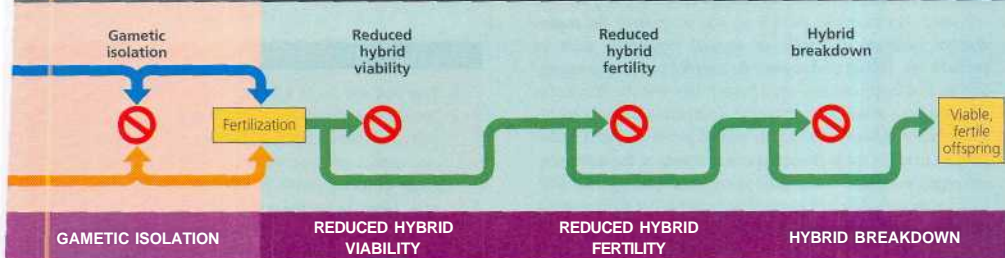 Gametic
isolation
Reduced
hybrid
viability
Reduced
hybrid
fertility
Hybrid
breakdown
Fertilization
Viable,
fertile
offspring
GAMETIC ISOLATION
REDUCED HYBRID
VIABILITY
REDUCED HYBRID
FERTILITY
HYBRID BREAKDOWN